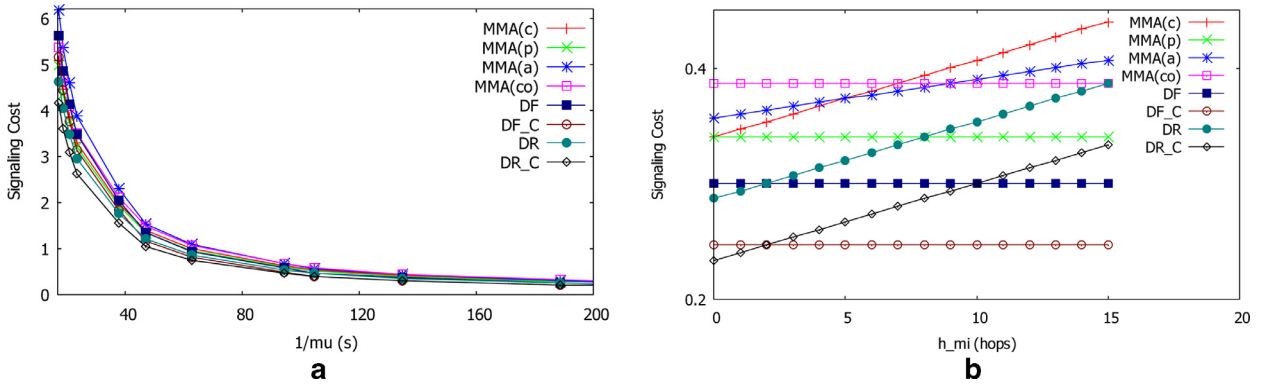 6
5
4
3
2
1
0
Signaling Cost
40
80
120
160
200
1/mu (s)
MMA(c)
MMA(p)
MMA(a)
MMA(co)
DF
DF_C
DR
DR_C
a
0.4
0.2
Signaling Cost
0
5
10
15
20
h_mi (hops)
MMA(c)
MMA(p)
MMA(a)
MMA(co)
DF
DF_C
DR
DR_C
b